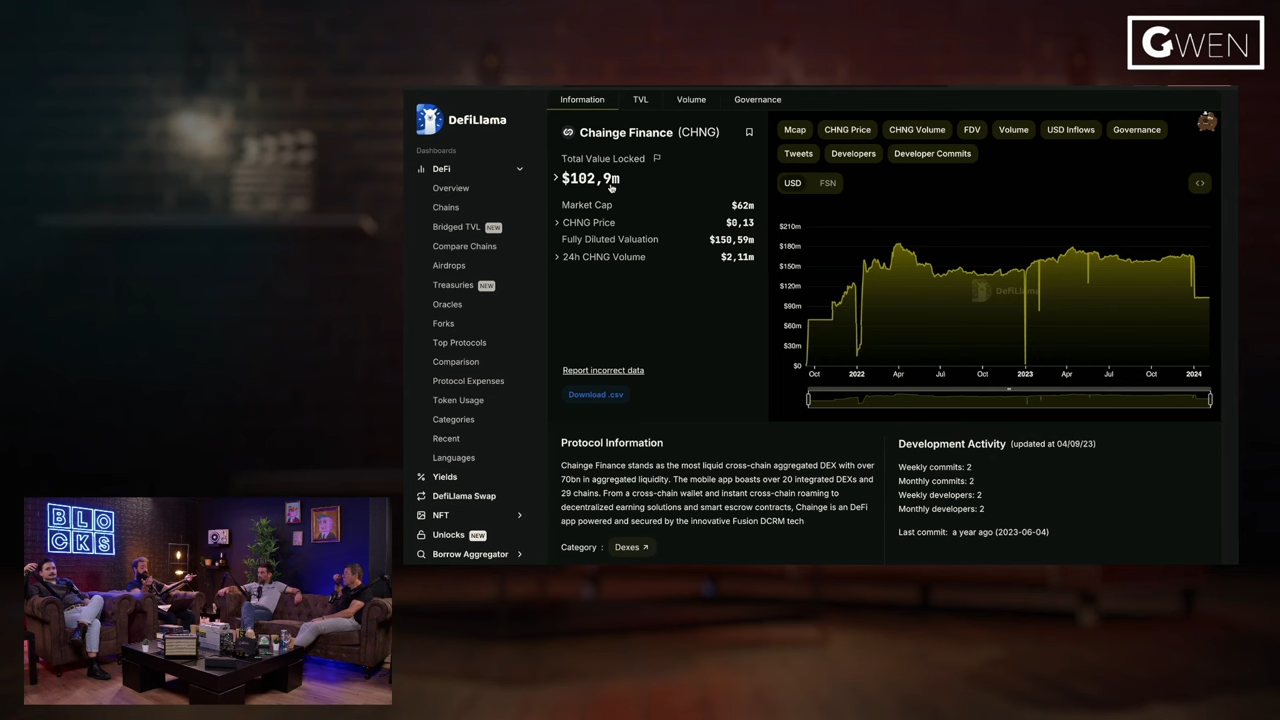 GWEN
Information TVL Volume Governance
DefiLlama
Dashboards
DeFi
Overview
Chains
Bridged TVL NEW
Compare Chains
Airdrops
Treasuries NEW
Oracles
Forks
Top Protocols
Comparison
Protocol Expenses
Token Usage
Categories
Recent
Languages
Yields
DefiLlama Swap
NFT
Unlocks NEW
Borrow Aggregator
Chainge Finance (CHNG)
Total Value Locked
$102,9m
Market Cap $62m
CHNG Price $0,13
Fully Diluted Valuation $150,59m
24h CHNG Volume $2,11m
Report incorrect data
Download .csv
Mcap CHNG Price CHNG Volume FDV Volume USD Inflows Governance
Tweets Developers Developer Commits
USD FSN
$210m
$180m
$150m
$120m
$90m
$60m
$30m
$0
DefiLlama
Oct 2022 Apr Jul Oct 2023 Apr Jul Oct 2024
Protocol Information
Chainge Finance stands as the most liquid cross-chain aggregated DEX with over
70bn in aggregated liquidity. The mobile app boasts over 20 integrated DEXs and
29 chains. From a cross-chain wallet and instant cross-chain roaming to
decentralized earning solutions and smart escrow contracts, Chainge is an DeFi
app powered and secured by the innovative Fusion DCRM tech
Category : Dexes
Development Activity (updated at 04/09/23)
Weekly commits: 2
Monthly commits: 2
Weekly developers: 2
Monthly developers: 2
Last commit: a year ago (2023-06-04)
BLO
CKS